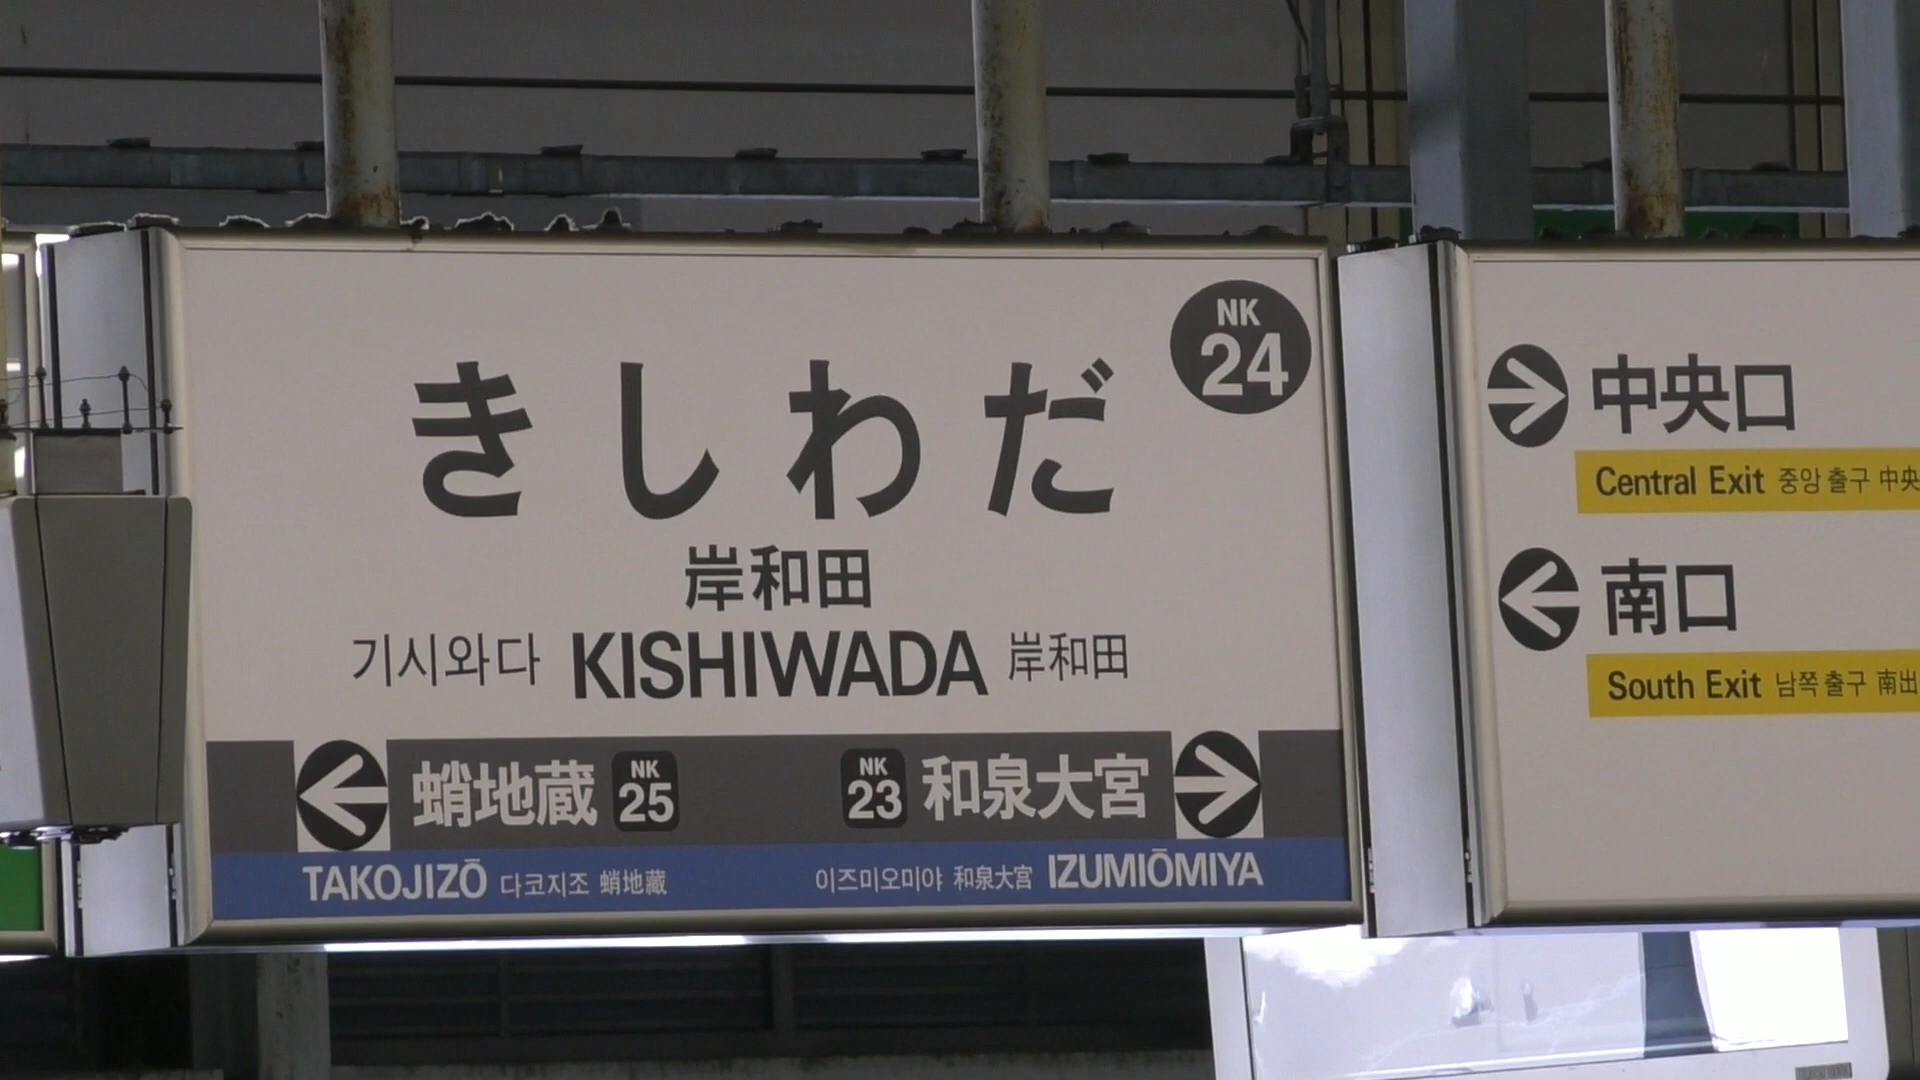 NK
24
きしわだ
岸和田
기시와다 KISHIWADA 岸和田
蛸地蔵 NK 25
NK 23 和泉大宮
TAKOJIZŌ 다코지조 蛸地藏
이즈미오미야 和泉大宫 IZUMIŌMIYA
中央口
Central Exit 중앙 출구 中央
南口
South Exit 남쪽 출구 南出